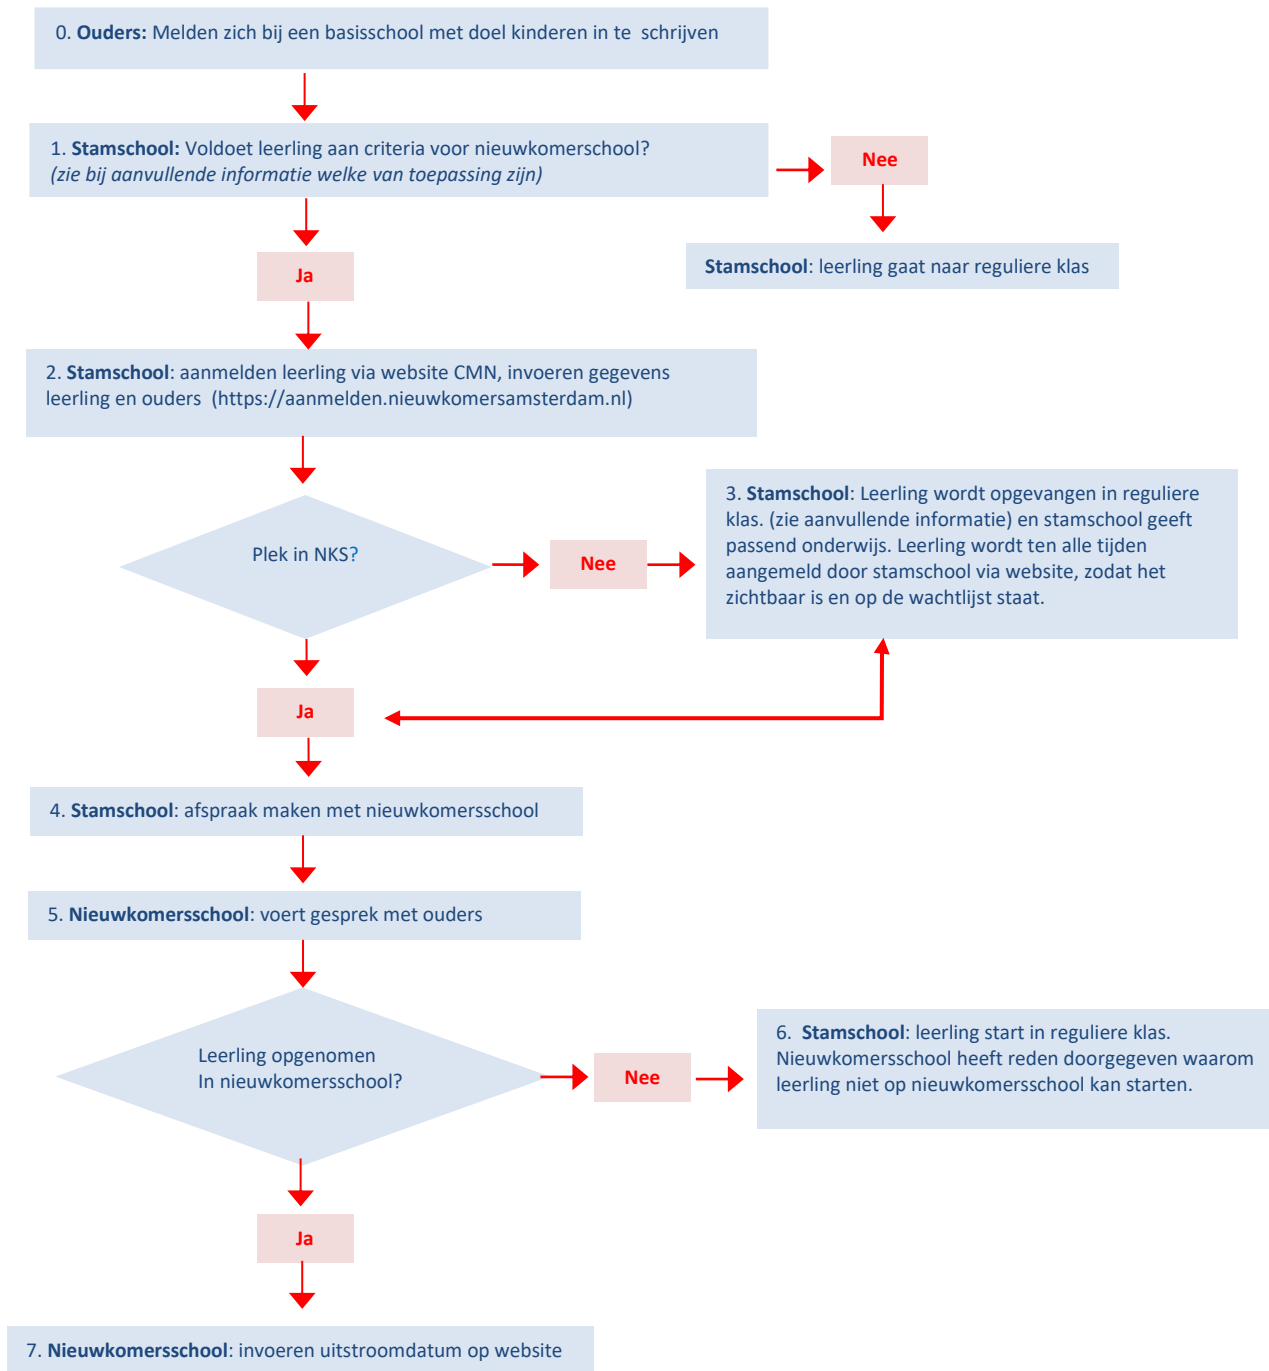 0. Ouders: Melden zich bij een basisschool met doel kinderen in te schrijven
1. Stamschool: Voldoet leerling aan criteria voor nieuwkomerschool?
(zie bij aanvullende informatie welke van toepassing zijn)
Nee
Ja
Stamschool: leerling gaat naar reguliere klas
2. Stamschool: aanmelden leerling via website CMN, invoeren gegevens
leerling en ouders (https://aanmelden.nieuwkomersamsterdam.nl)
Plek in NKS?
Nee
3. Stamschool: Leerling wordt opgevangen in reguliere
klas. (zie aanvullende informatie) en stamschool geeft
passend onderwijs. Leerling wordt ten alle tijden
aangemeld door stamschool via website, zodat het
zichtbaar is en op de wachtlijst staat.
Ja
4. Stamschool: afspraak maken met nieuwkomersschool
5. Nieuwkomersschool: voert gesprek met ouders
Leerling opgenomen
In nieuwkomersschool?
Nee
6. Stamschool: leerling start in reguliere klas.
Nieuwkomersschool heeft reden doorgegeven waarom
leerling niet op nieuwkomersschool kan starten.
Ja
7. Nieuwkomersschool: invoeren uitstroomdatum op website